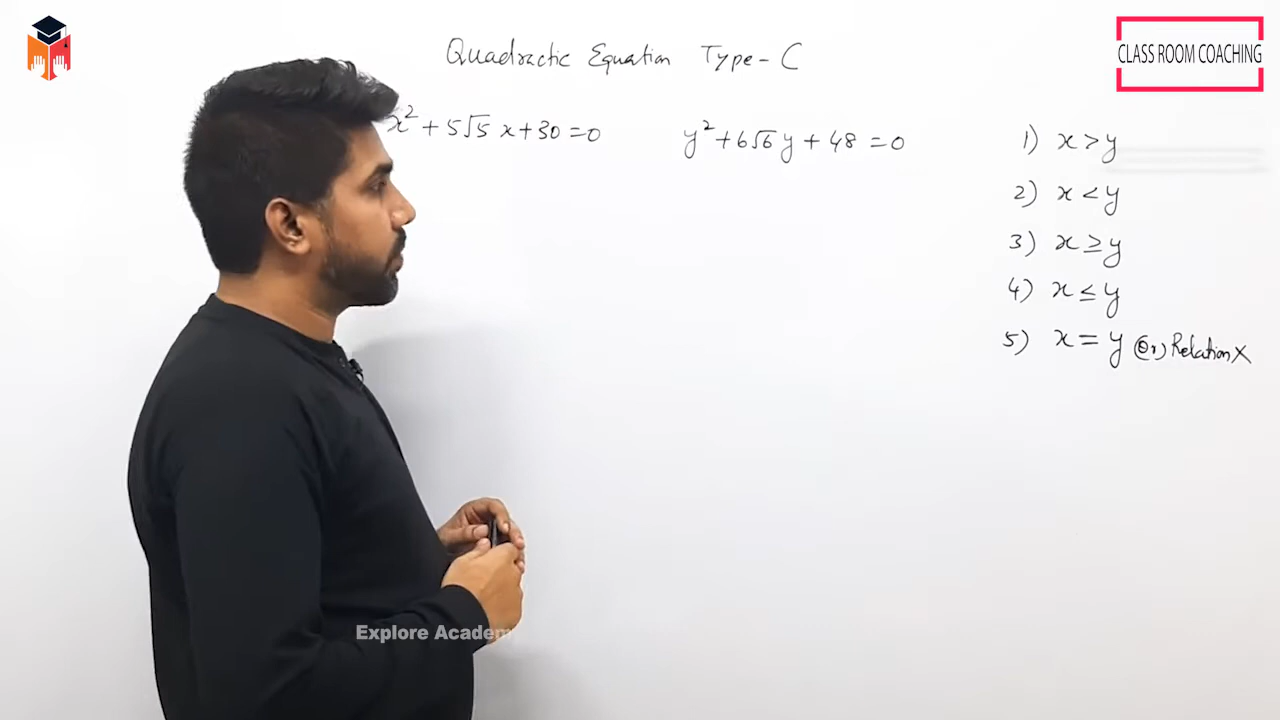 Quadractic Equation Type-C
CLASS ROOM COACHING
x² + 5√5 x + 30 = 0
y² + 6√6 y + 48 = 0
1) x > y
2) x < y
3) x ≥ y
4) x ≤ y
5) x = y (or) Relation X
Explore Academ